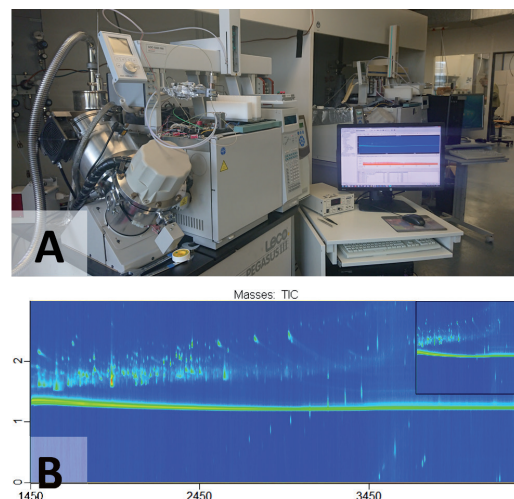 A
LECO
PEGASUS III
Masses: TIC
2
1
0
B
1450
2450
3450